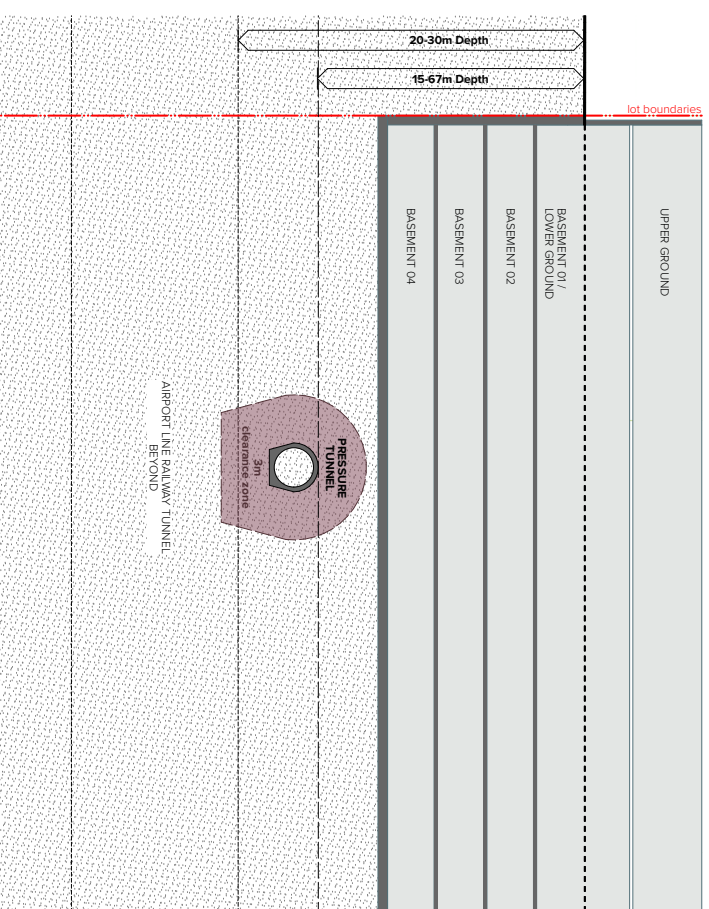 20-30m Depth
15-67m Depth
lot boundaries
UPPER GROUND
BASEMENT 01 /
LOWER GROUND
BASEMENT 02
BASEMENT 03
BASEMENT 04
PRESSURE
TUNNEL
3m
clearance zone
AIRPORT LINE RAILWAY TUNNEL
BEYOND